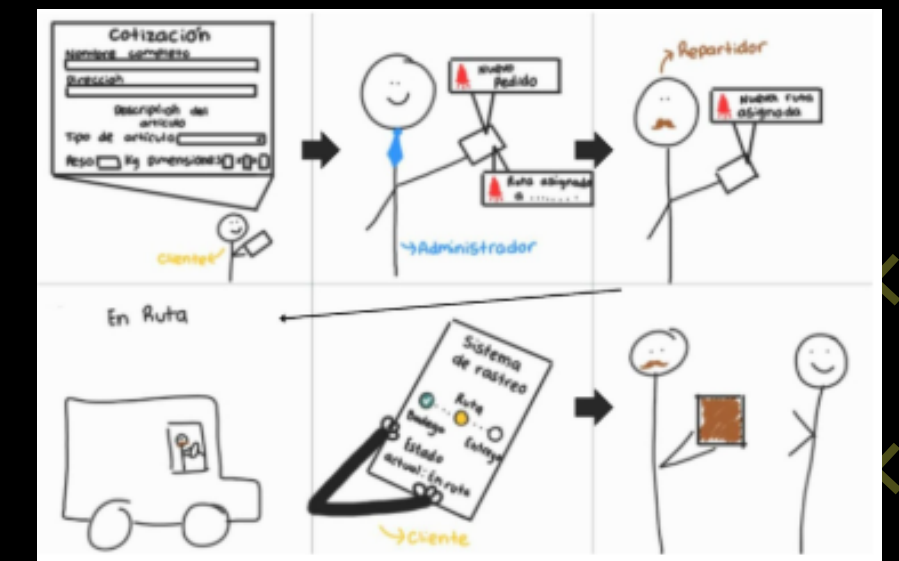 Cotización
Nombre completo
Dirección
Descripción del
artículo
Tipo de artículo
Peso Kg Dimensiones x x
Cliente
Nuevo
Pedido
Ruta asignada
a ........
Administrador
Repartidor
Nueva ruta
asignada
En Ruta
Sistema
de rastreo
Ruta
Bodega
Entrega
Estado
actual: En ruta
Cliente